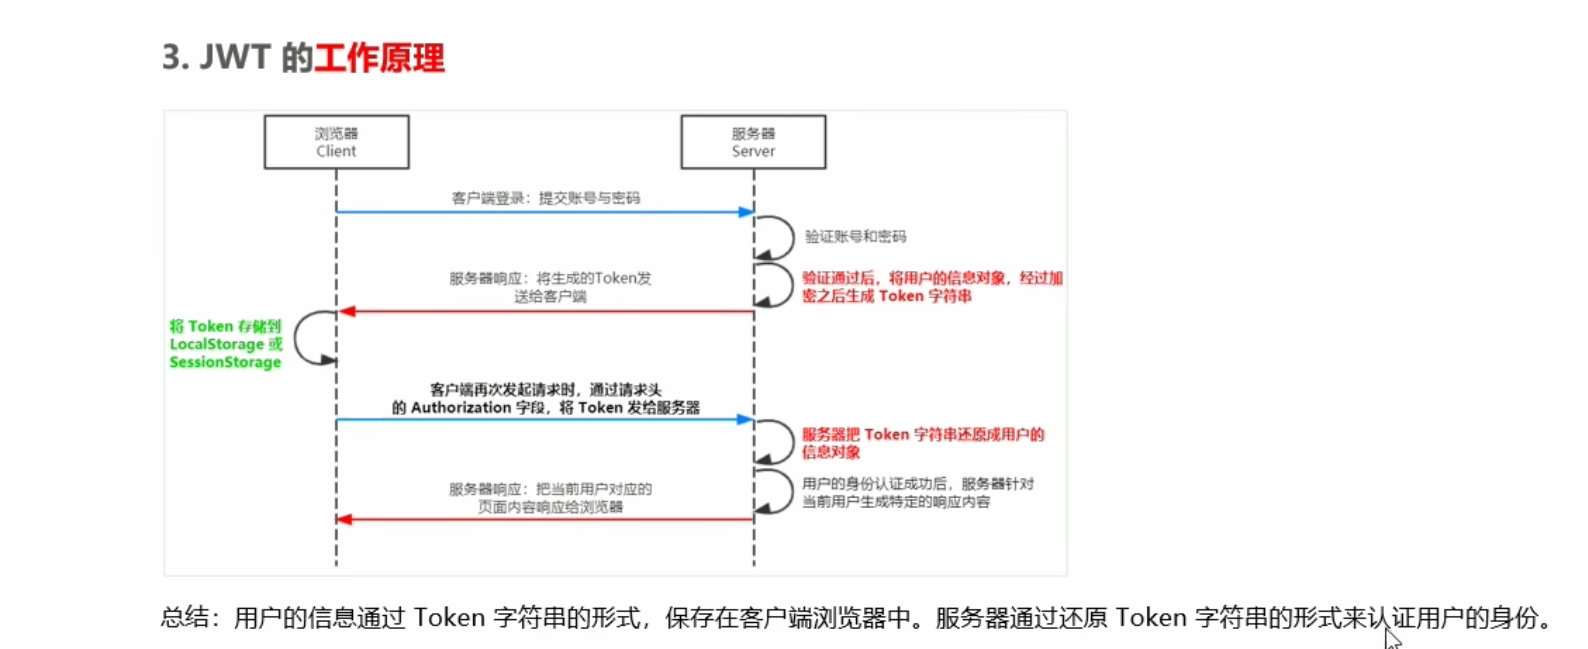 3. JWT 的工作原理
浏览器
Client
服务器
Server
客户端登录：提交账号与密码
验证账号和密码
验证通过后，将用户的信息对象，经过加
密之后生成 Token 字符串
服务器响应：将生成的Token发
送给客户端
将 Token 存储到
LocalStorage 或
SessionStorage
客户端再次发起请求时，通过请求头
的 Authorization 字段，将 Token 发给服务器
服务器把 Token 字符串还原成用户的
信息对象
用户的身份认证成功后，服务器针对
当前用户生成特定的响应内容
服务器响应：把当前用户对应的
页面内容响应给浏览器
总结：用户的信息通过 Token 字符串的形式，保存在客户端浏览器中。服务器通过还原 Token 字符串的形式来认证用户的身份。